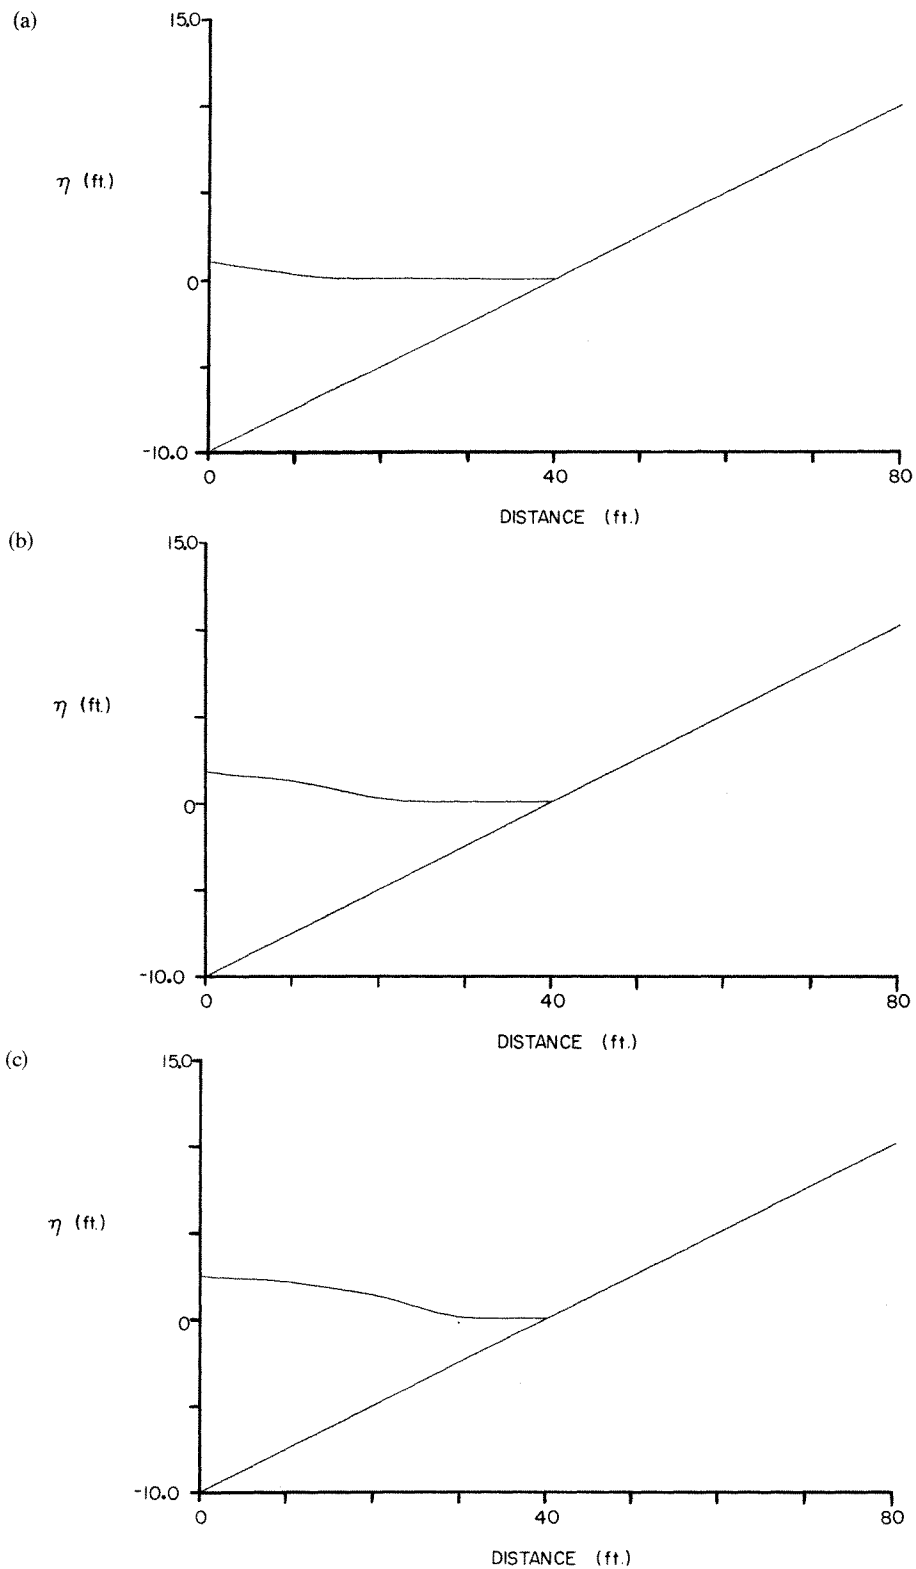 (a)
15.0
η (ft.)
0
-10.0
0 40 80
DISTANCE (ft.)
(b)
15.0
η (ft.)
0
-10.0
0 40 80
DISTANCE (ft.)
(c)
15.0
η (ft.)
0
-10.0
0 40 80
DISTANCE (ft.)